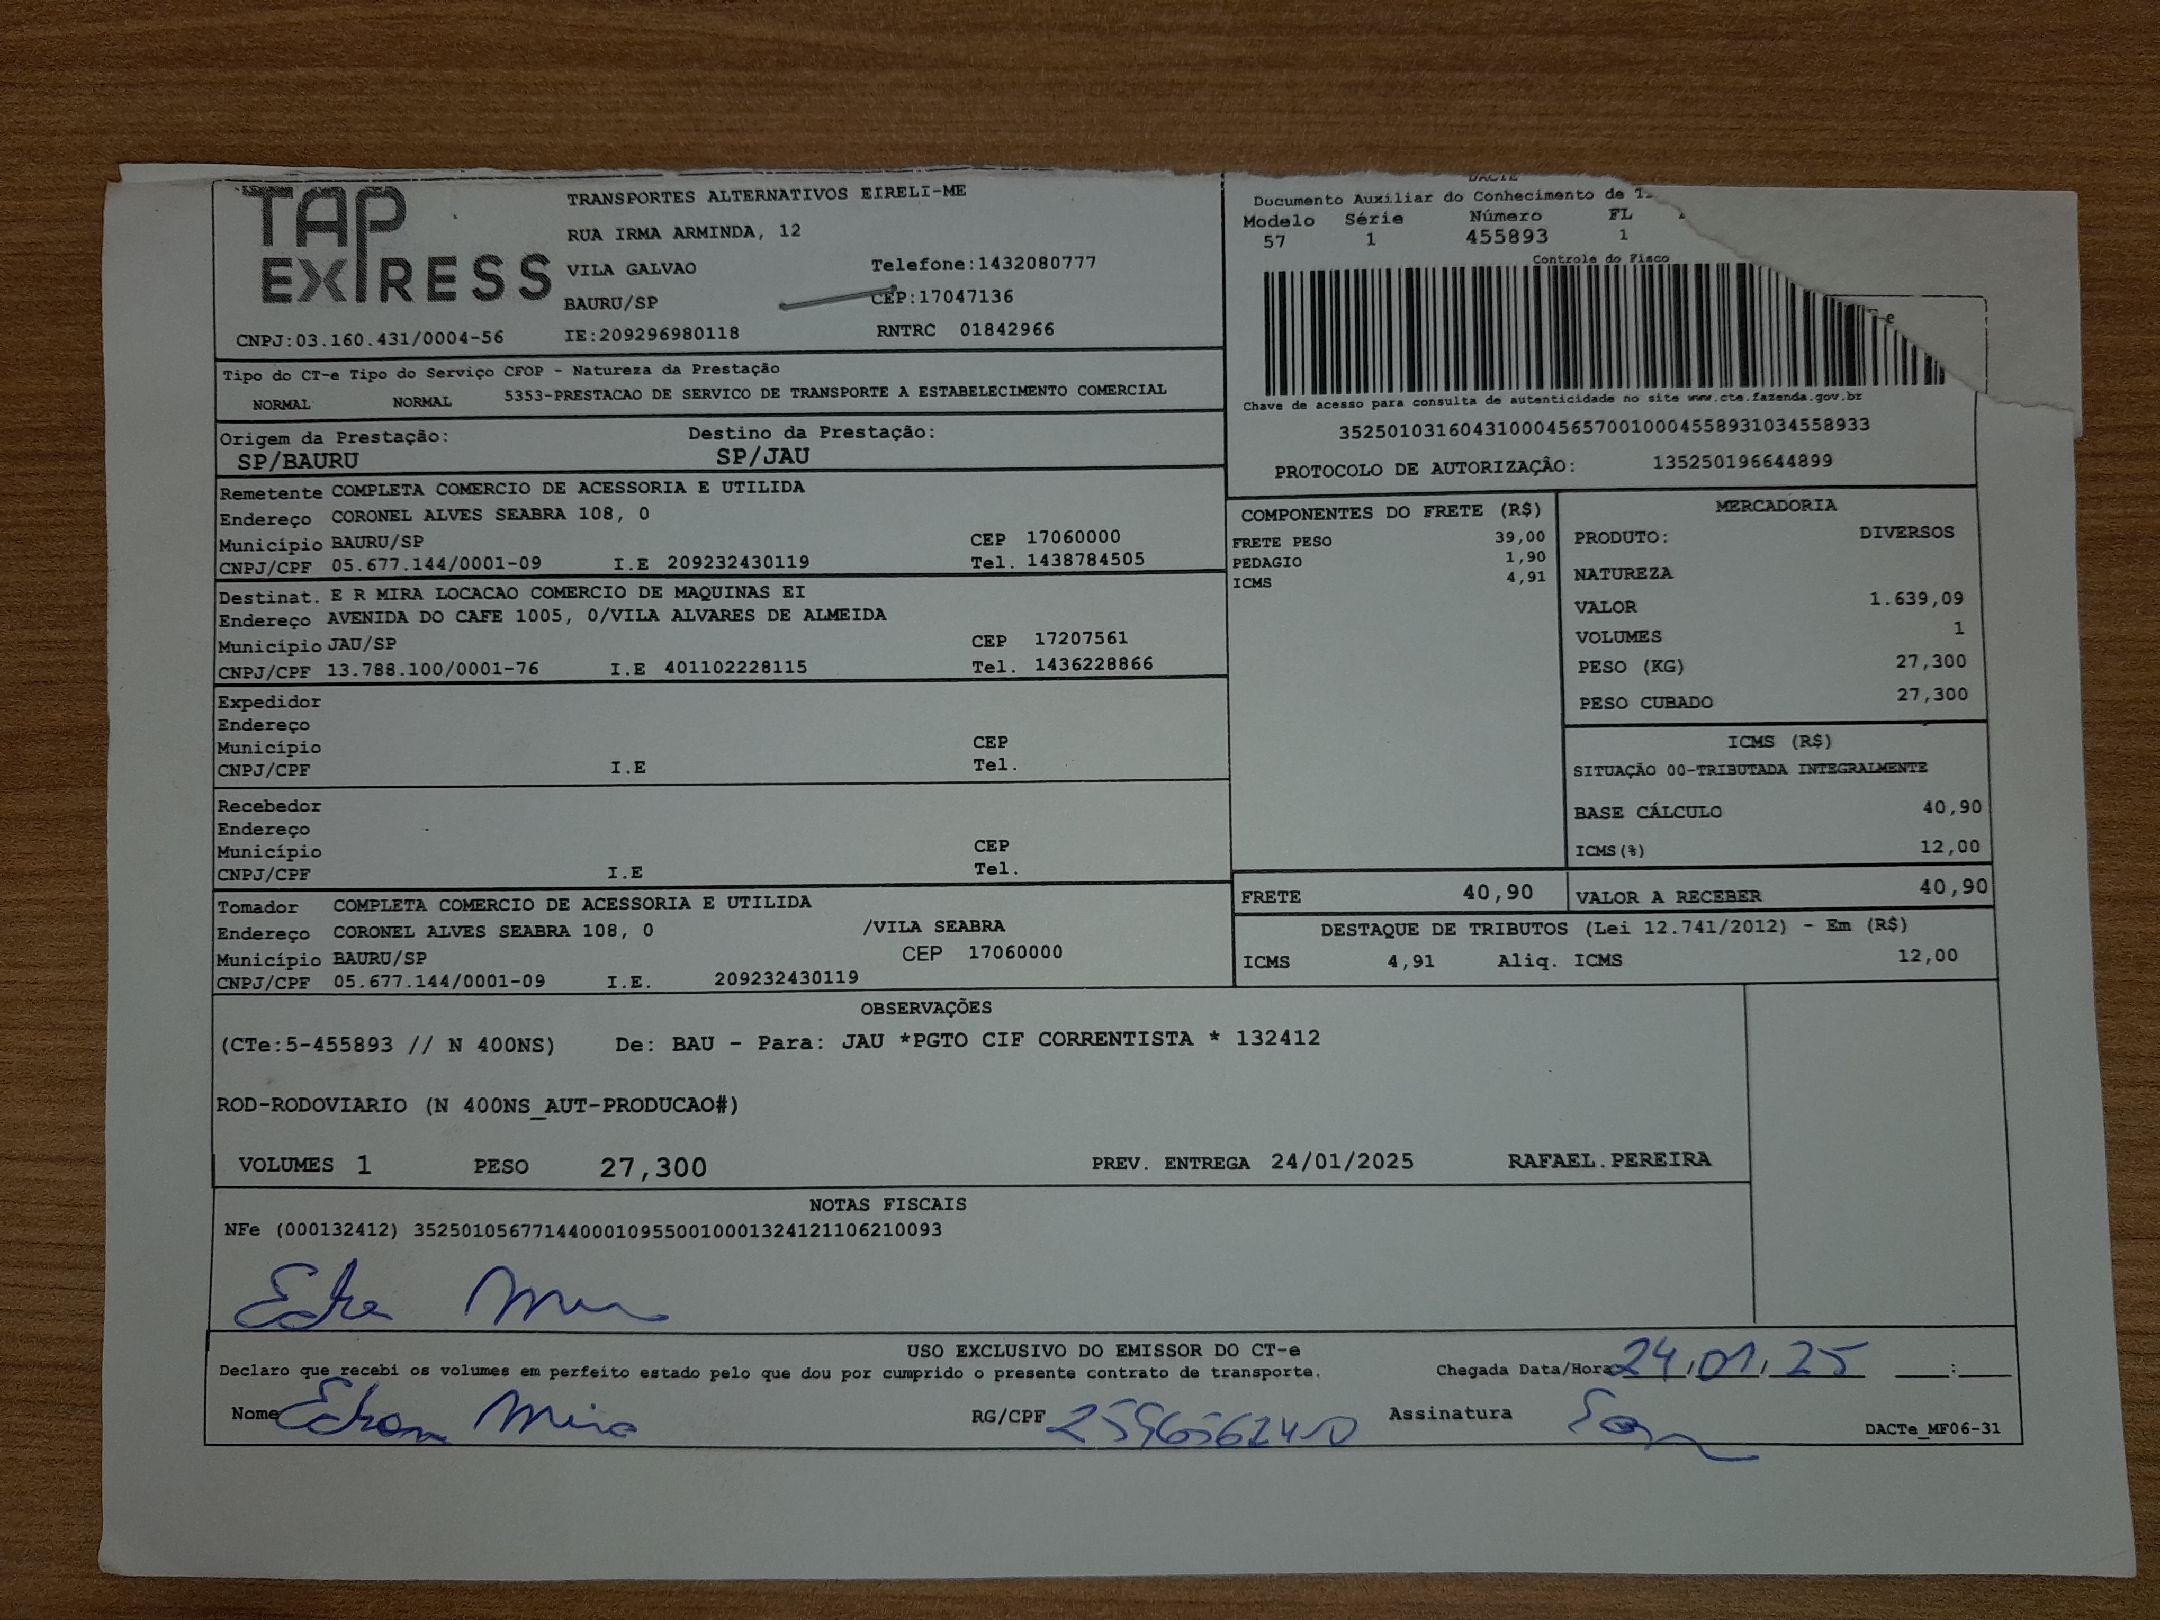 TAP EXPRESS
TRANSPORTES ALTERNATIVOS EIRELI-ME
RUA IRMA ARMINDA, 12
VILA GALVAO Telefone:1432080777
BAURU/SP CEP:17047136
CNPJ:03.160.431/0004-56 IE:209296980118 RNTRC 01842966
DACTE
Documento Auxiliar do Conhecimento de
Modelo Série Número FL
57 1 455893 1
Controle do Fisco
Chave de acesso para consulta de autenticidade no site www.cte.fazenda.gov.br
35250103160431000456570010004558931034558933
PROTOCOLO DE AUTORIZAÇÃO: 135250196644899
Tipo do CT-e Tipo do Serviço CFOP - Natureza da Prestação
NORMAL NORMAL 5353-PRESTACAO DE SERVICO DE TRANSPORTE A ESTABELECIMENTO COMERCIAL
Origem da Prestação: Destino da Prestação:
SP/BAURU SP/JAU
Remetente COMPLETA COMERCIO DE ACESSORIA E UTILIDA
Endereço CORONEL ALVES SEABRA 108, 0
Município BAURU/SP CEP 17060000
CNPJ/CPF 05.677.144/0001-09 I.E 209232430119 Tel. 1438784505
Destinat. E R MIRA LOCACAO COMERCIO DE MAQUINAS EI
Endereço AVENIDA DO CAFE 1005, 0/VILA ALVARES DE ALMEIDA
Município JAU/SP CEP 17207561
CNPJ/CPF 13.788.100/0001-76 I.E 401102228115 Tel. 1436228866
Expedidor
Endereço
Município CEP
CNPJ/CPF I.E Tel.
Recebedor
Endereço
Município CEP
CNPJ/CPF I.E Tel.
Tomador COMPLETA COMERCIO DE ACESSORIA E UTILIDA
Endereço CORONEL ALVES SEABRA 108, 0 /VILA SEABRA
Município BAURU/SP CEP 17060000
CNPJ/CPF 05.677.144/0001-09 I.E. 209232430119
COMPONENTES DO FRETE (R$)
FRETE PESO 39,00
PEDAGIO 1,90
ICMS 4,91
MERCADORIA
PRODUTO: DIVERSOS
NATUREZA
VALOR 1.639,09
VOLUMES 1
PESO (KG) 27,300
PESO CUBADO 27,300
ICMS (R$)
SITUAÇÃO 00-TRIBUTADA INTEGRALMENTE
BASE CÁLCULO 40,90
ICMS(%) 12,00
FRETE 40,90 VALOR A RECEBER 40,90
DESTAQUE DE TRIBUTOS (Lei 12.741/2012) - Em (R$)
ICMS 4,91 Aliq. ICMS 12,00
OBSERVAÇÕES
(CTe:5-455893 // N 400NS) De: BAU - Para: JAU *PGTO CIF CORRENTISTA * 132412
ROD-RODOVIARIO (N 400NS_AUT-PRODUCAO#)
VOLUMES 1 PESO 27,300 PREV. ENTREGA 24/01/2025 RAFAEL.PEREIRA
NOTAS FISCAIS
NFe (000132412) 35250105677144000109550010001324121106210093
USO EXCLUSIVO DO EMISSOR DO CT-e
Declaro que recebi os volumes em perfeito estado pelo que dou por cumprido o presente contrato de transporte. Chegada Data/Hora 24.01.25 :
Nome Edson Mira RG/CPF Assinatura DACTe_MF06-31